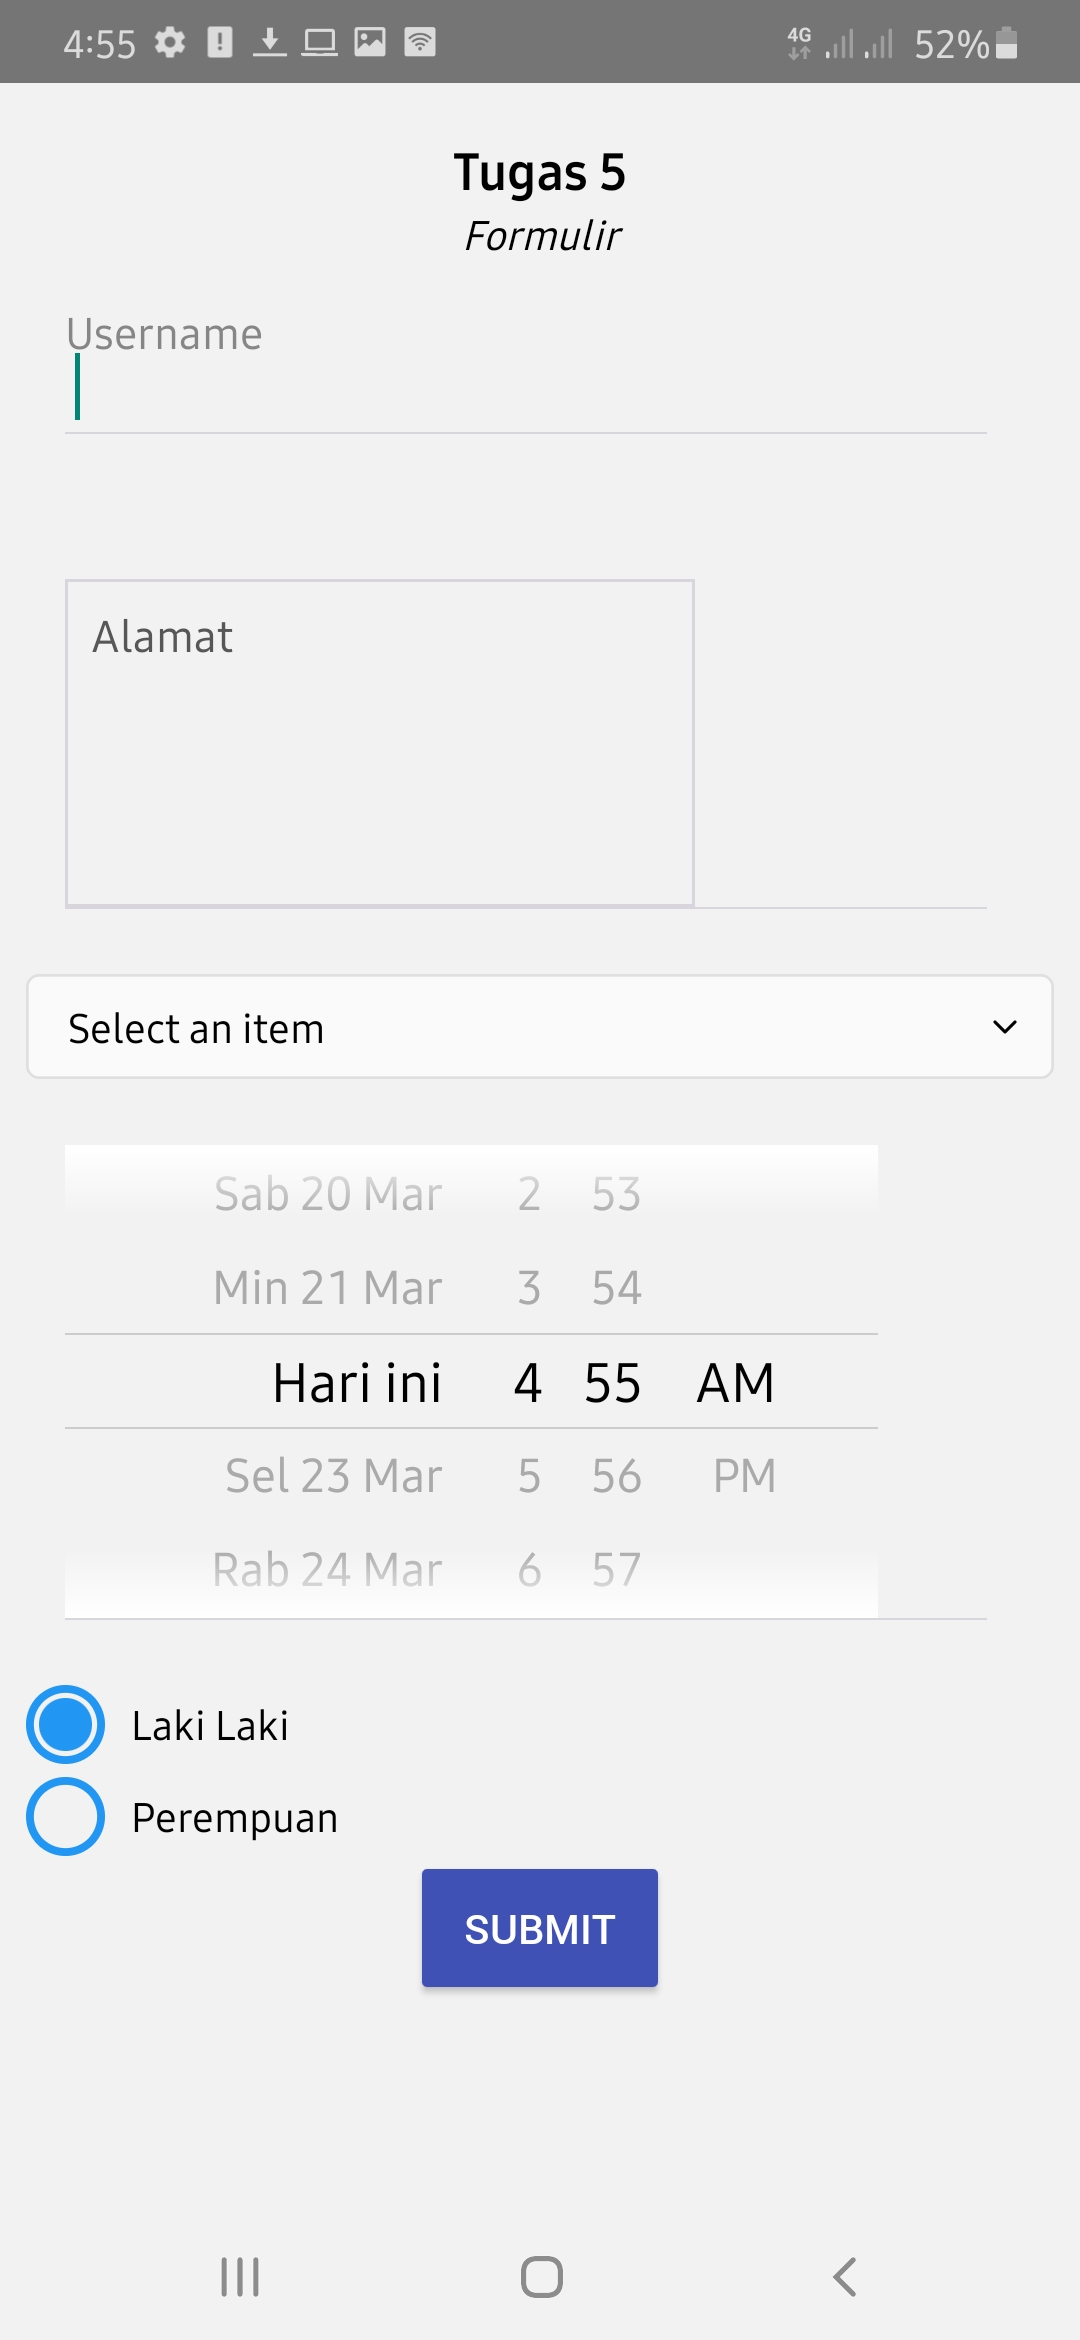 4:55 4G 52%
Tugas 5
Formulir
Username
Alamat
Select an item
Sab 20 Mar 2 53
Min 21 Mar 3 54
Hari ini 4 55 AM
Sel 23 Mar 5 56 PM
Rab 24 Mar 6 57
Laki Laki
Perempuan
SUBMIT